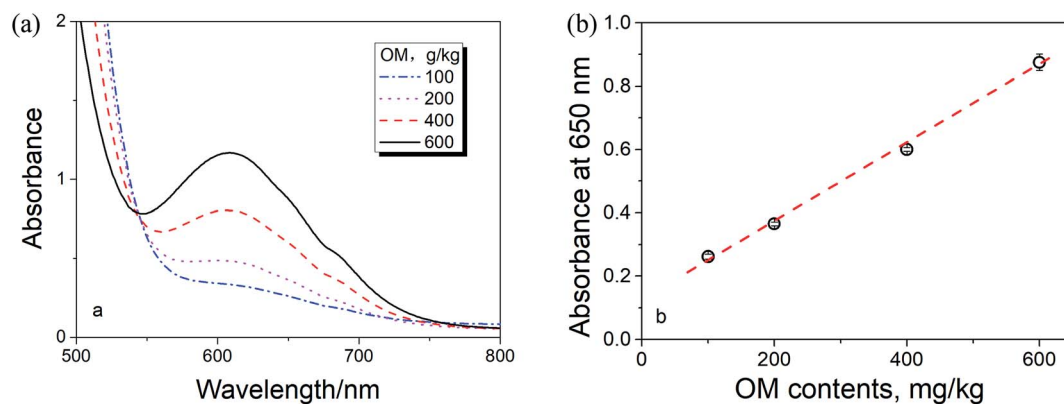 (a)
2
1
0
Absorbance
OM, g/kg
100
200
400
600
a
500
600
700
800
Wavelength/nm
(b)
1.0
0.8
0.6
0.4
0.2
0.0
Absorbance at 650 nm
b
0
200
400
600
OM contents, mg/kg